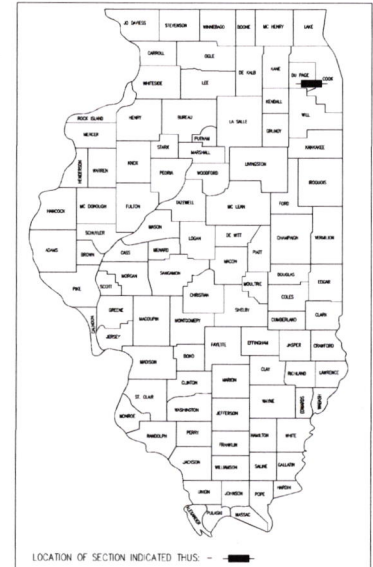 JO DAVIESS STEPHENSON WINNEBAGO BOONE MC HENRY LAKE
CARROLL OGLE
DE KALB KANE DU PAGE COOK
WHITESIDE LEE
KENDALL WILL
ROCK ISLAND HENRY BUREAU LA SALLE GRUNDY
MERCER PUTNAM
STARK MARSHALL KANKAKEE
HENDERSON WARREN KNOX PEORIA WOODFORD LIVINGSTON
IROQUOIS
HANCOCK MC DONOUGH FULTON TAZEWELL MC LEAN FORD
SCHUYLER MASON
ADAMS BROWN CASS MENARD LOGAN DE WITT PIATT CHAMPAIGN VERMILION
MACON
MORGAN SANGAMON DOUGLAS EDGAR
PIKE SCOTT CHRISTIAN MOULTRIE COLES
GREENE MACOUPIN MONTGOMERY SHELBY CUMBERLAND CLARK
CALHOUN JERSEY
FAYETTE EFFINGHAM JASPER CRAWFORD
MADISON BOND
CLAY RICHLAND LAWRENCE
CLINTON MARION
ST. CLAIR WAYNE EDWARDS WABASH
MONROE WASHINGTON JEFFERSON
RANDOLPH PERRY HAMILTON WHITE
FRANKLIN
JACKSON WILLIAMSON SALINE GALLATIN
UNION JOHNSON POPE HARDIN
ALEXANDER PULASKI MASSAC
LOCATION OF SECTION INDICATED THUS: -